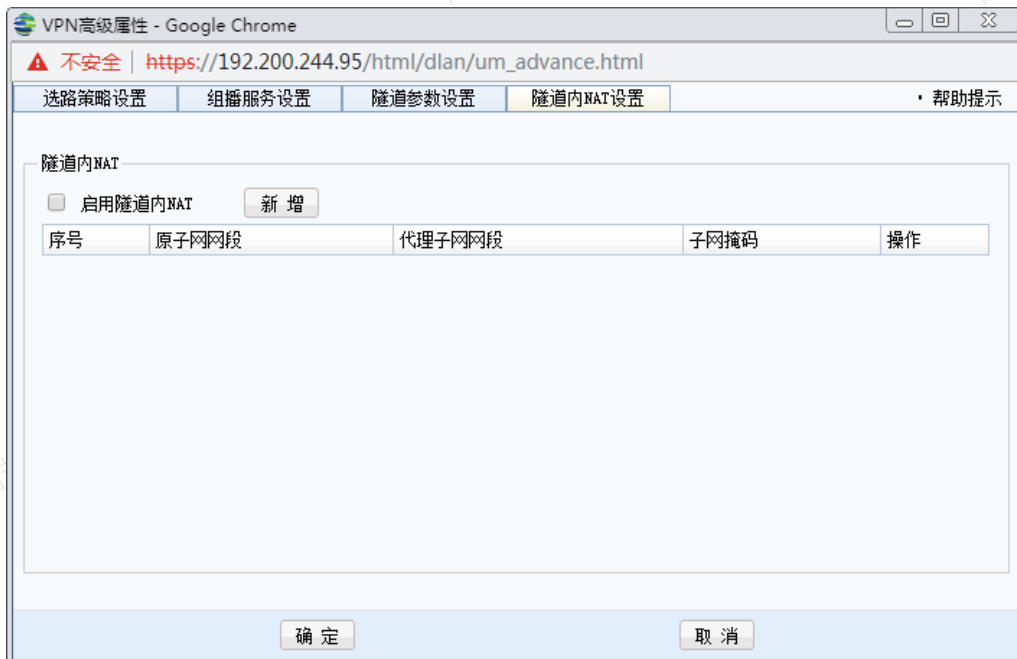 VPN高级属性 - Google Chrome
不安全 | https://192.200.244.95/html/dlan/um_advance.html
选路策略设置 组播服务设置 隧道参数设置 隧道内NAT设置 · 帮助提示
隧道内NAT
启用隧道内NAT 新 增
序号 原子网网段 代理子网网段 子网掩码 操作
确 定 取 消